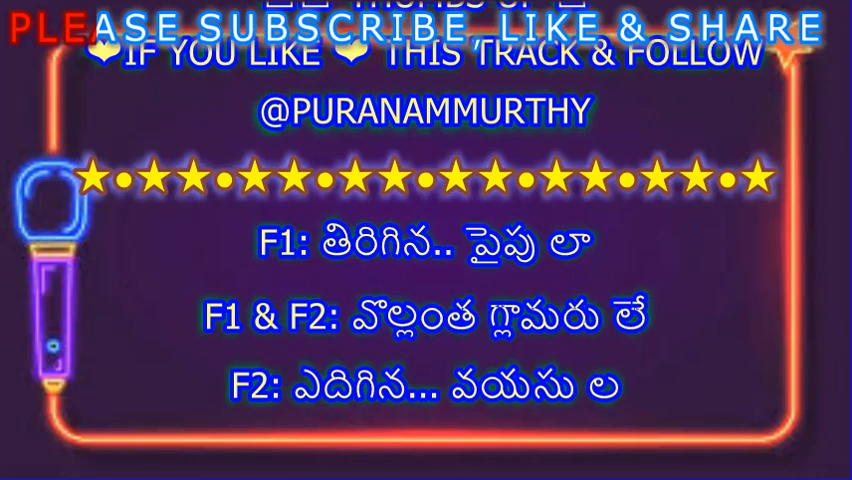 PLEASE SUBSCRIBE, LIKE & SHARE
❤IF YOU LIKE ❤ THIS TRACK & FOLLOW
@PURANAMMURTHY
★•★★•★★•★★•★★•★★•★★•★
F1: తిరిగిన.. పైపు లా
F1 & F2: వొల్లంత గ్లామరు లే
F2: ఎదిగిన... వయసు ల